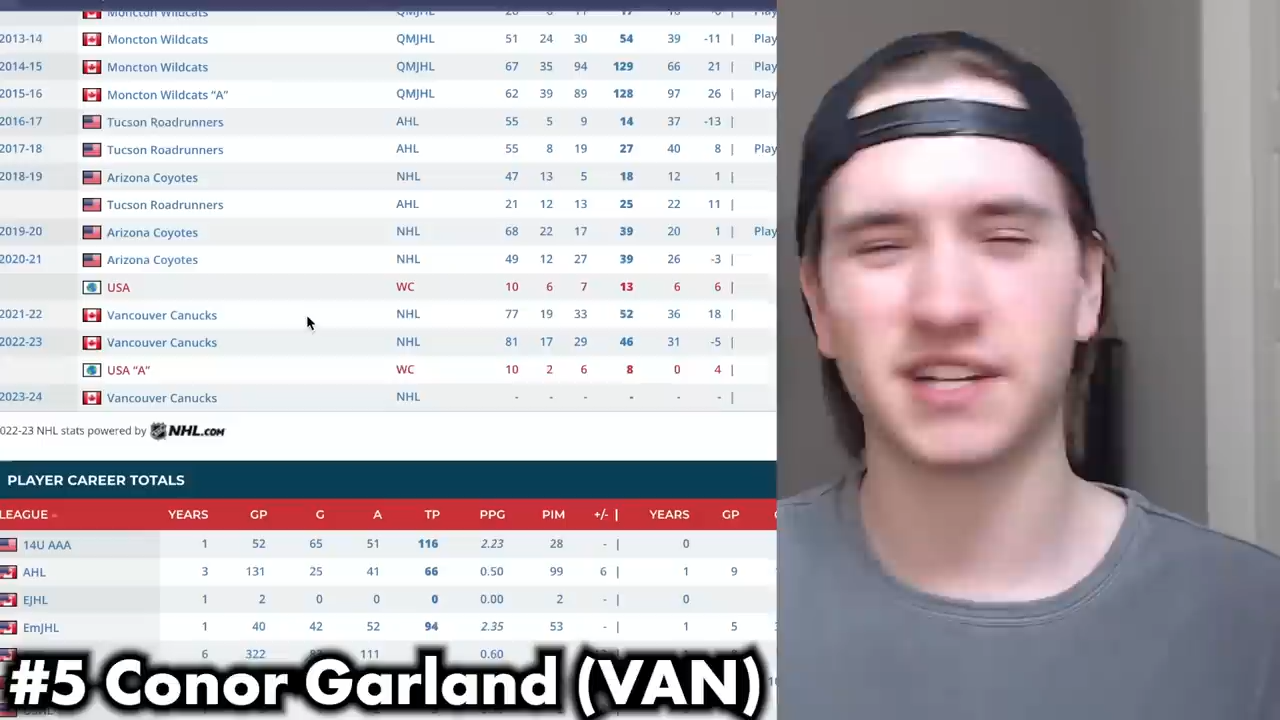 Moncton Wildcats QMJHL
2013-14 Moncton Wildcats QMJHL 51 24 30 54 39 -11 | Play
2014-15 Moncton Wildcats QMJHL 67 35 94 129 66 21 | Play
2015-16 Moncton Wildcats “A” QMJHL 62 39 89 128 97 26 | Play
2016-17 Tucson Roadrunners AHL 55 5 9 14 37 -13 |
2017-18 Tucson Roadrunners AHL 55 8 19 27 40 8 | Play
2018-19 Arizona Coyotes NHL 47 13 5 18 12 1 |
Tucson Roadrunners AHL 21 12 13 25 22 11 |
2019-20 Arizona Coyotes NHL 68 22 17 39 20 1 | Play
2020-21 Arizona Coyotes NHL 49 12 27 39 26 -3 |
USA WC 10 6 7 13 6 6 |
2021-22 Vancouver Canucks NHL 77 19 33 52 36 18 |
2022-23 Vancouver Canucks NHL 81 17 29 46 31 -5 |
USA “A” WC 10 2 6 8 0 4 |
2023-24 Vancouver Canucks NHL - - - - - - |
022-23 NHL stats powered by NHL.com
PLAYER CAREER TOTALS
LEAGUE YEARS GP G A TP PPG PIM +/- | YEARS GP
14U AAA 1 52 65 51 116 2.23 28 - | 0
AHL 3 131 25 41 66 0.50 99 6 | 1 9
EJHL 1 2 0 0 0 0.00 2 - | 0
EmJHL 1 40 42 52 94 2.35 53 - | 1 5
6 322 111 0.60
#5 Conor Garland (VAN)